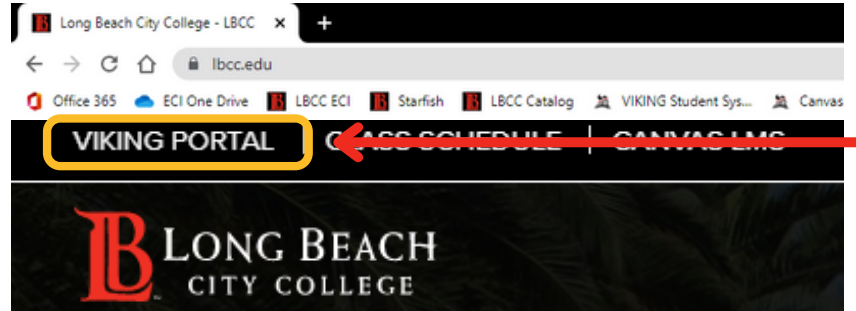 Long Beach City College - LBCC
lbcc.edu
Office 365 ECI One Drive LBCC ECI Starfish LBCC Catalog VIKING Student Sys... Canvas
VIKING PORTAL | CLASS SCHEDULE | CANVAS LMS
LB LONG BEACH
CITY COLLEGE